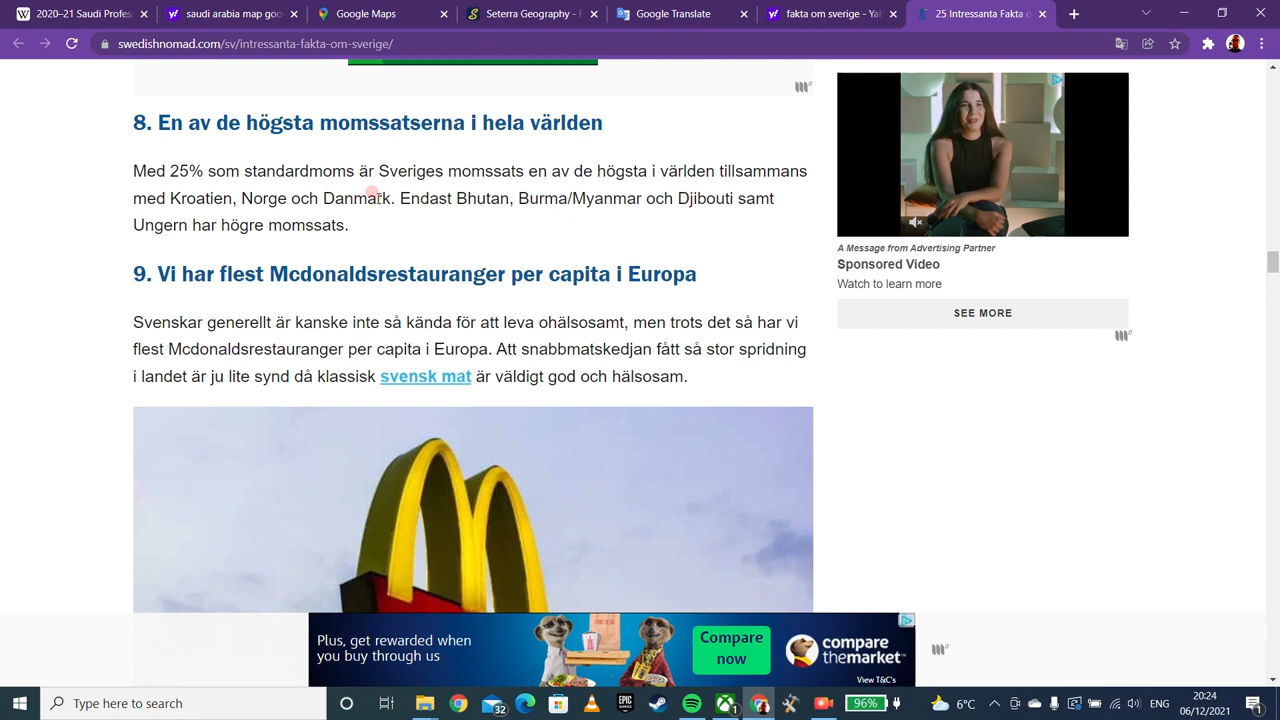 2020–21 Saudi Profes
saudi arabia map goo
Google Maps
Seterra Geography - F
Google Translate
fakta om sverige - Yal
25 Intressanta Fakta o
swedishnomad.com/sv/intressanta-fakta-om-sverige/
8. En av de högsta momssatserna i hela världen
Med 25% som standardmoms är Sveriges momssats en av de högsta i världen tillsammans
med Kroatien, Norge och Danmark. Endast Bhutan, Burma/Myanmar och Djibouti samt
Ungern har högre momssats.
9. Vi har flest Mcdonaldsrestauranger per capita i Europa
Svenskar generellt är kanske inte så kända för att leva ohälsosamt, men trots det så har vi
flest Mcdonaldsrestauranger per capita i Europa. Att snabbmatskedjan fått så stor spridning
i landet är ju lite synd då klassisk svensk mat är väldigt god och hälsosam.
A Message from Advertising Partner
Sponsored Video
Watch to learn more
SEE MORE
Plus, get rewarded when
you buy through us
Compare
now
compare
themarket
View T&C's
Type here to search
32
EPIC
1
96%
6°C
ENG
20:24
06/12/2021
1